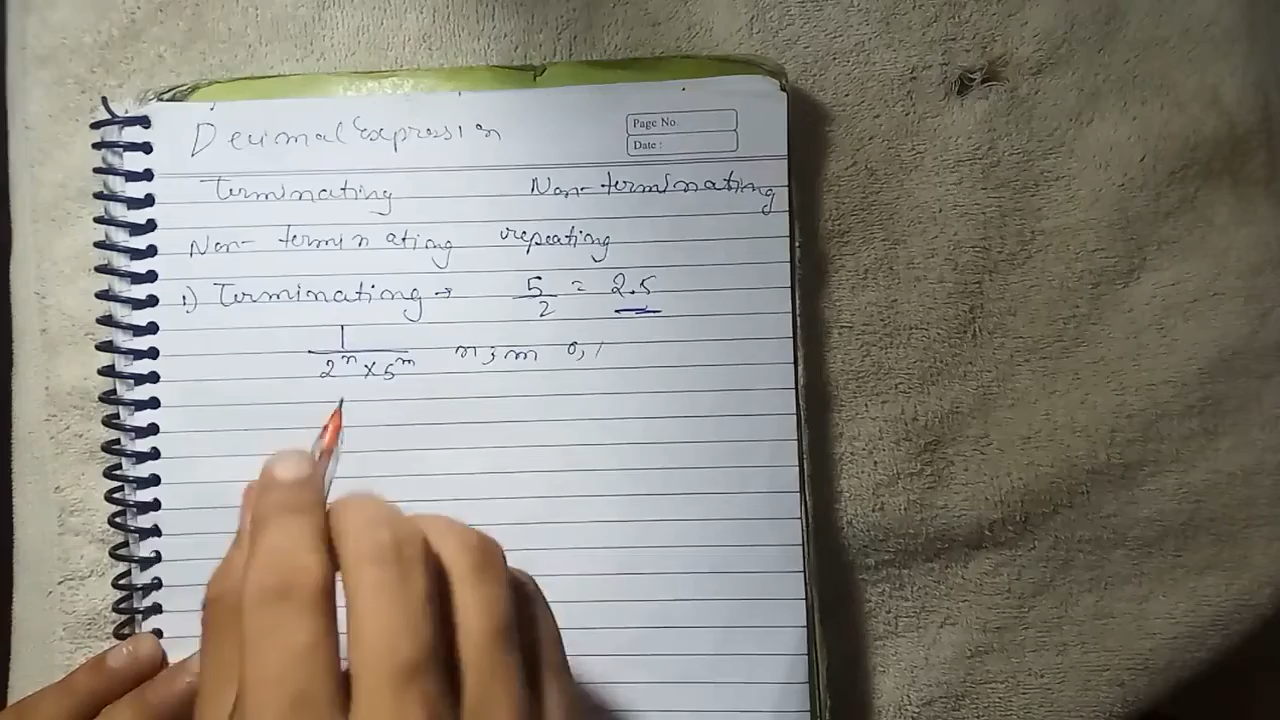 Decimal Expression
Page No.
Date :
Terminating Non-terminating
Non-terminating repeating
1.) Terminating → 5/2 = 2.5
1/2^n × 5^m n, m 0, 1